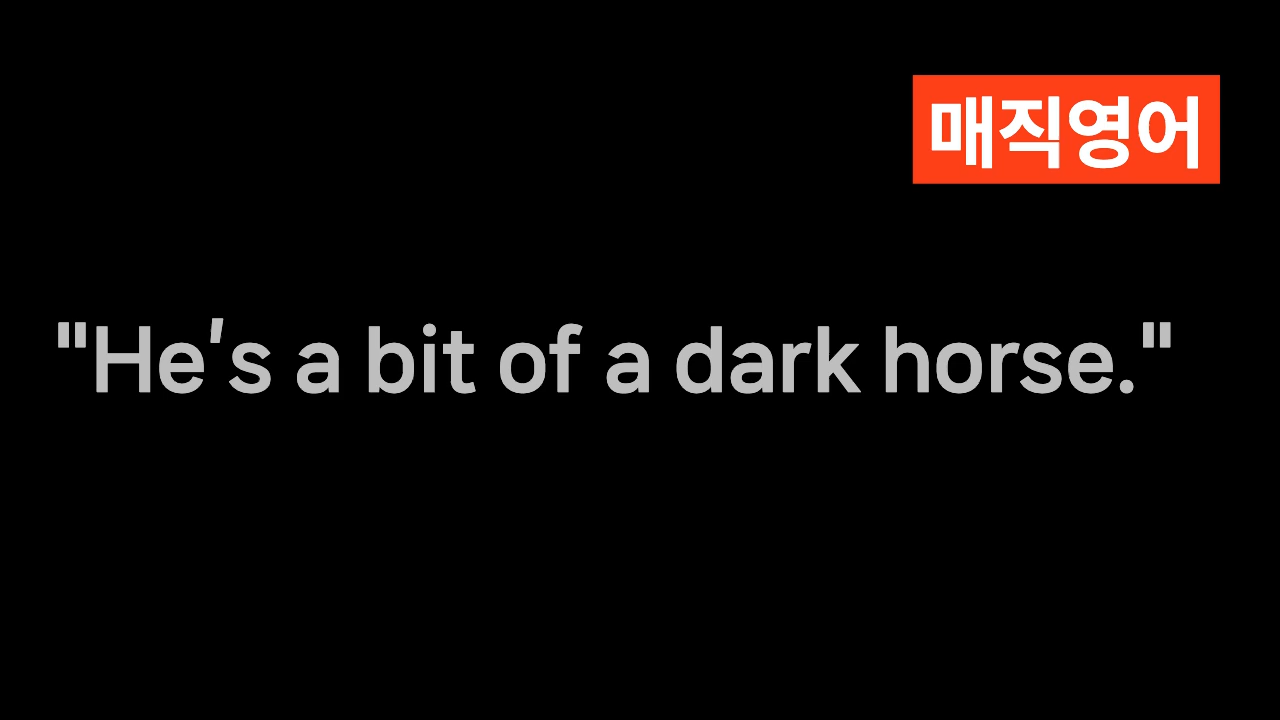 매직영어
"He's a bit of a dark horse."